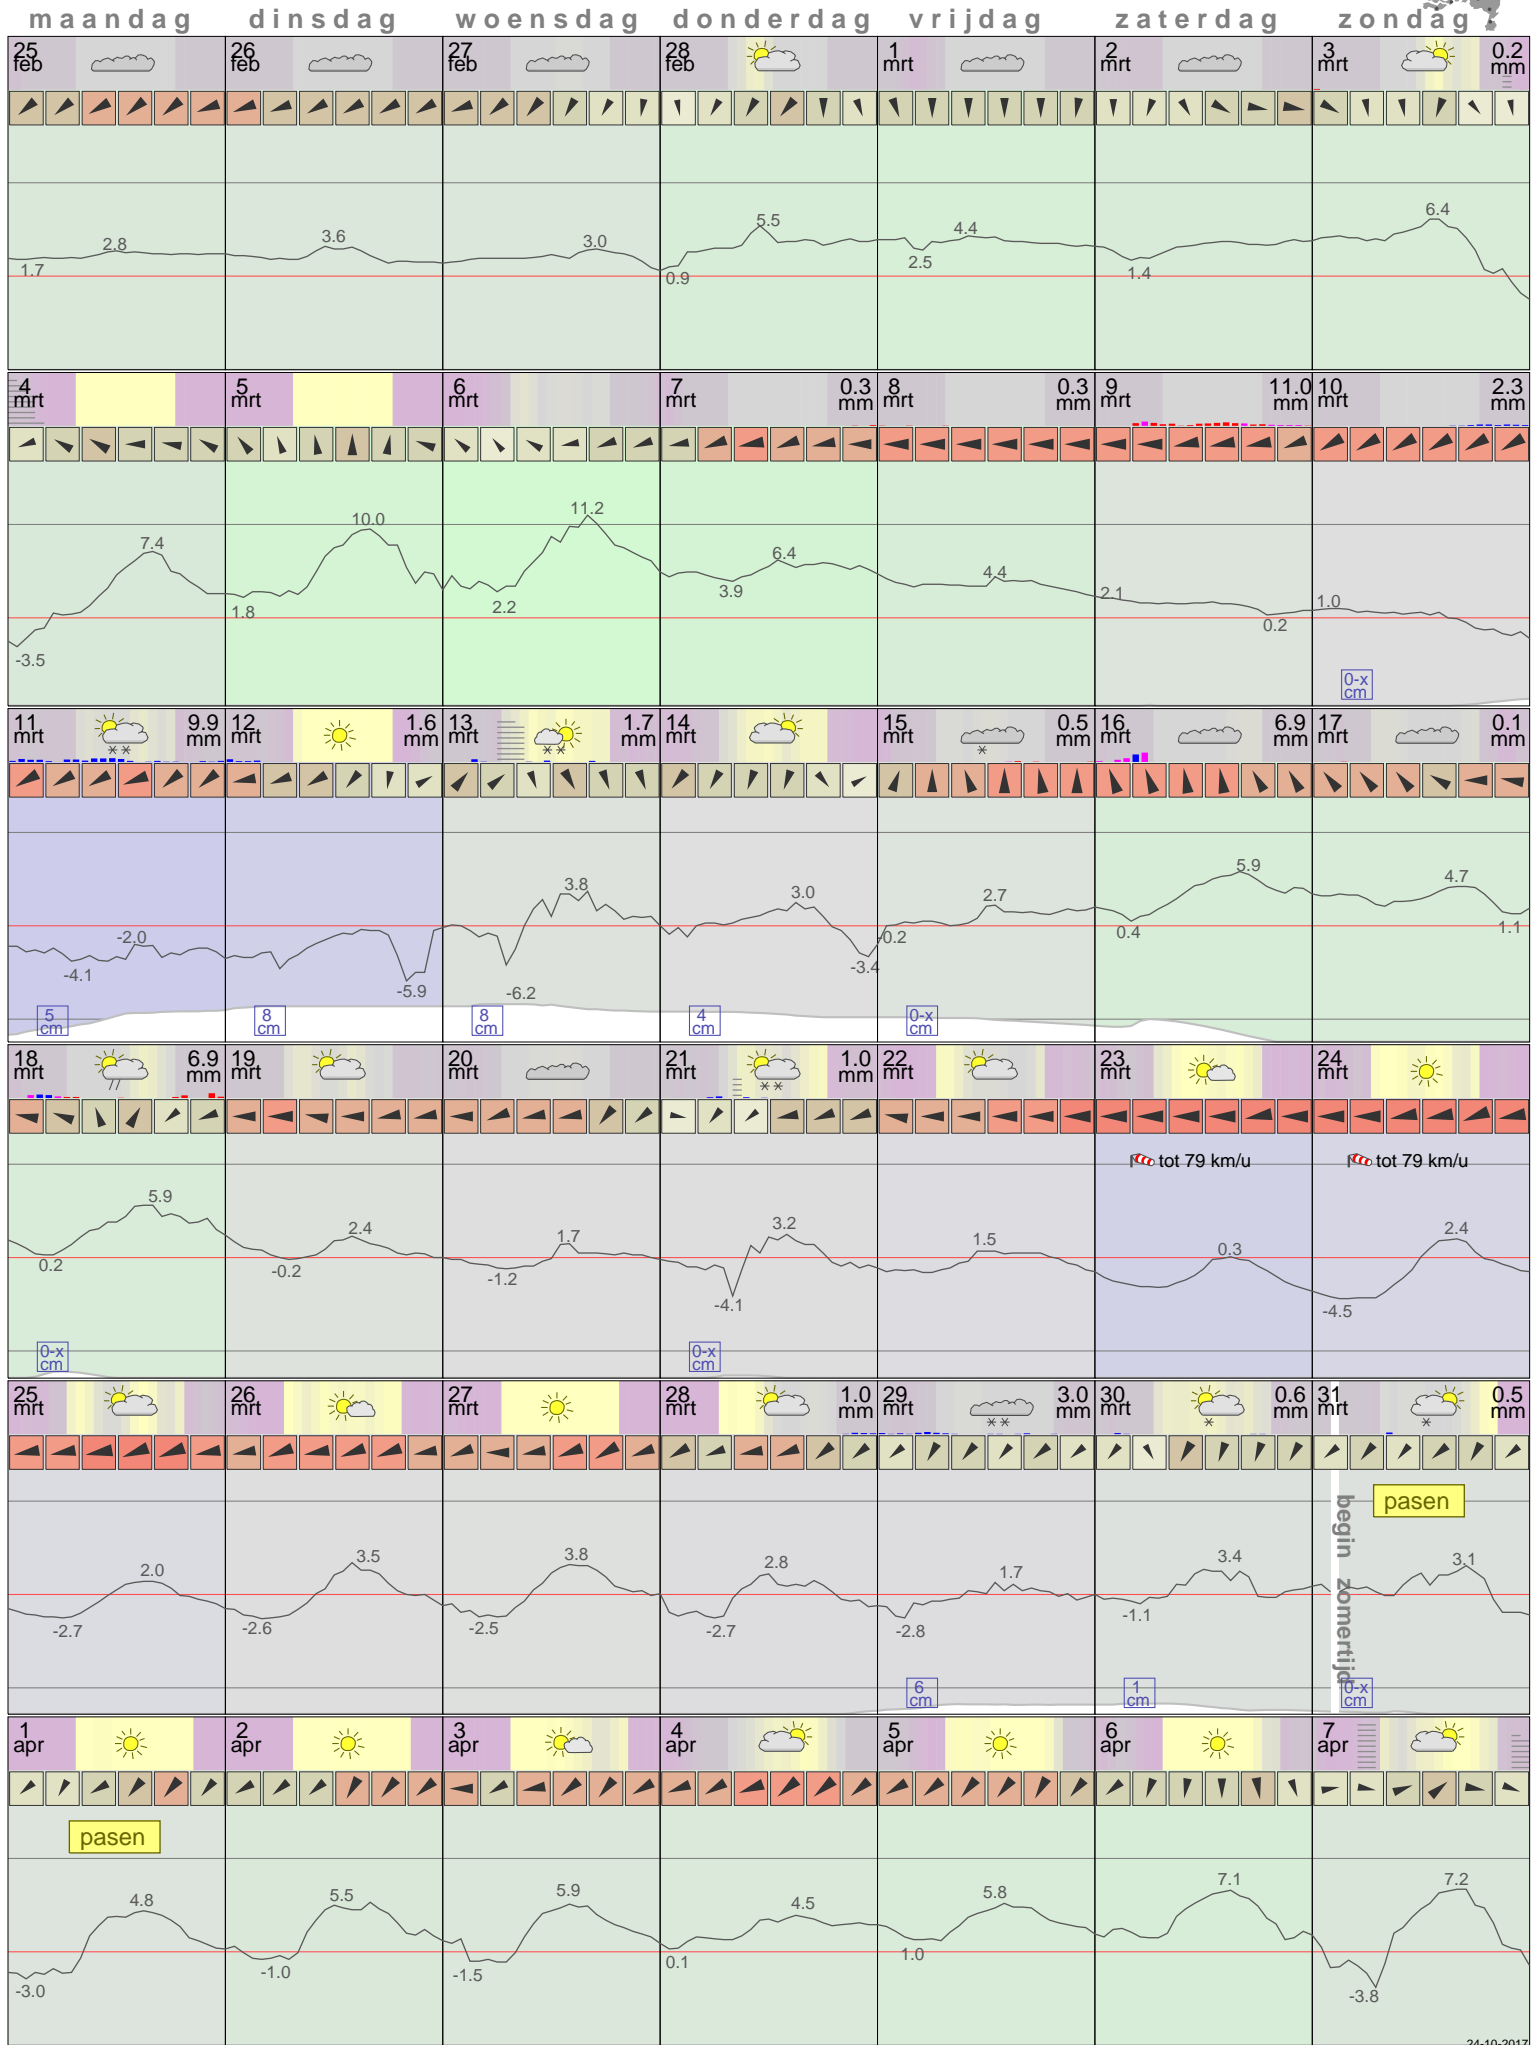 maandag dinsdag woensdag donderdag vrijdag zaterdag zondag
25 26 27 28 1 2 3 0.2
feb feb feb feb mrt mrt mrt mm
2.8 3.6 3.0 5.5 4.4 6.4
1.7 0.9 2.5 1.4
4 5 6 7 0.3 8 0.3 9 11.0 10 2.3
mrt mrt mrt mrt mm mrt mm mrt mm mrt mm
7.4 10.0 11.2 6.4 4.4 2.1 1.0
-3.5 1.8 2.2 3.9 0.2
0-x
cm
11 9.9 12 1.6 13 1.7 14 15 0.5 16 6.9 17 0.1
mrt mm mrt mm mrt mm mrt mrt mm mrt mm mrt mm
-2.0 3.8 3.0 2.7 5.9 4.7
-4.1 -5.9 -6.2 -3.4 -0.2 0.4 1.1
5 8 8 4 0-x
cm cm cm cm cm
18 6.9 19 20 21 1.0 22 23 24
mrt mm mrt mrt mrt mm mrt mrt mrt
tot 79 km/u tot 79 km/u
5.9 2.4 1.7 3.2 1.5 0.3 2.4
0.2 -0.2 -1.2 -4.1 -4.5
0-x 0-x
cm cm
25 26 27 28 1.0 29 3.0 30 0.6 31 0.5
mrt mrt mrt mrt mm mrt mm mrt mm mrt mm
pasen
begin zomertijd
2.0 3.5 3.8 2.8 1.7 3.4 3.1
-2.7 -2.6 -2.5 -2.7 -2.8 -1.1
6 1 0-x
cm cm cm
1 2 3 4 5 6 7
apr apr apr apr apr apr apr
pasen
4.8 5.5 5.9 4.5 5.8 7.1 7.2
-3.0 -1.0 -1.5 0.1 1.0 -3.8
24-10-2017